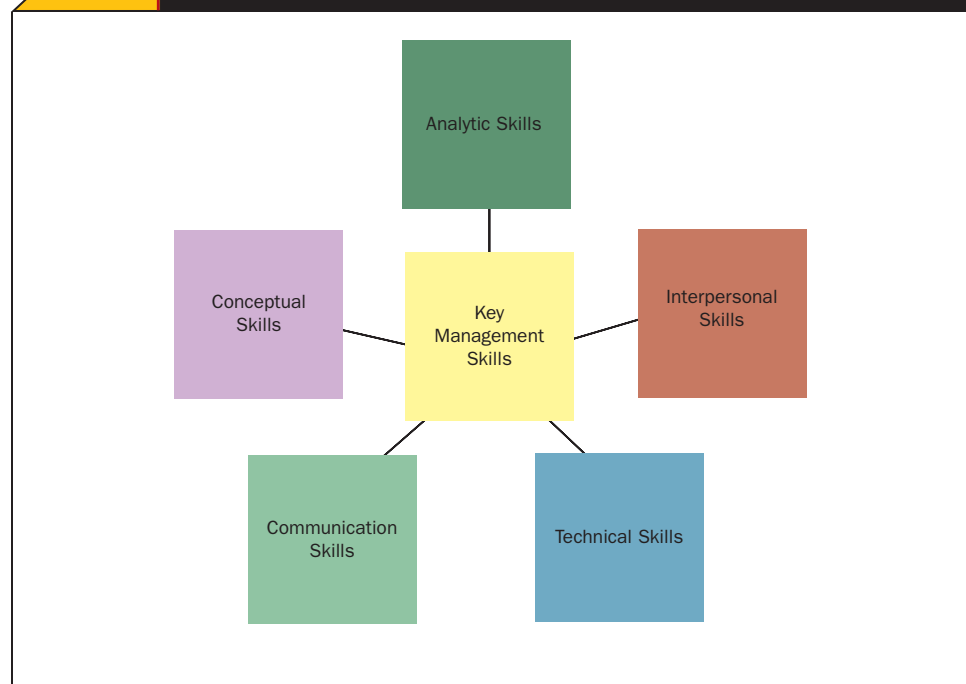 Analytic Skills
Conceptual
Skills
Key
Management
Skills
Interpersonal
Skills
Communication
Skills
Technical Skills